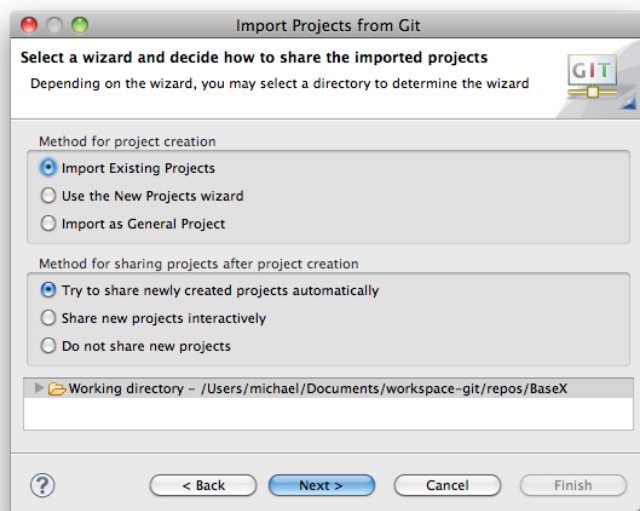 Import Projects from Git
Select a wizard and decide how to share the imported projects
Depending on the wizard, you may select a directory to determine the wizard
GIT
Method for project creation
Import Existing Projects
Use the New Projects wizard
Import as General Project
Method for sharing projects after project creation
Try to share newly created projects automatically
Share new projects interactively
Do not share new projects
Working directory – /Users/michael/Documents/workspace-git/repos/BaseX
? < Back Next > Cancel Finish